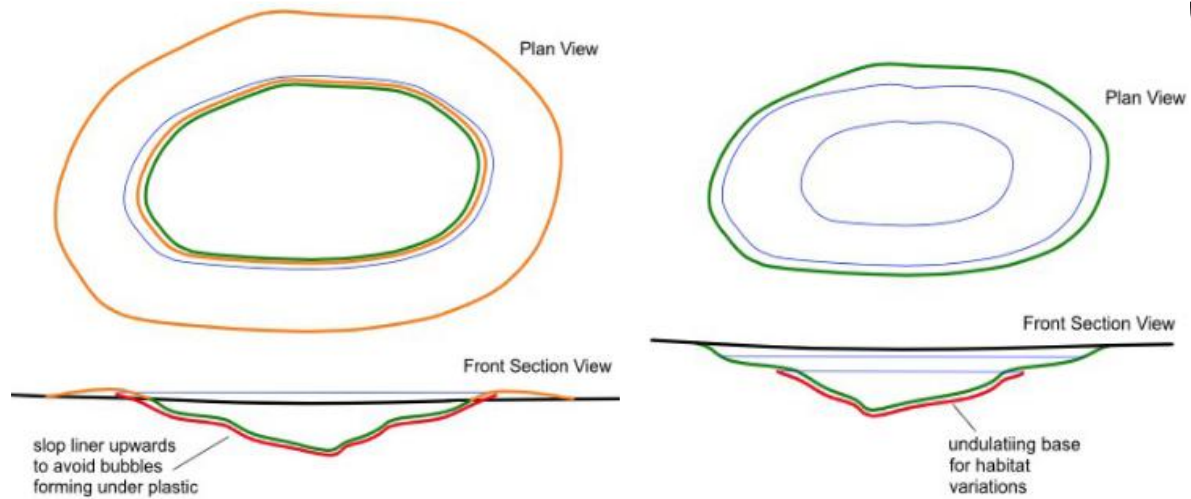 Plan View
Front Section View
slop liner upwards
to avoid bubbles
forming under plastic
Plan View
Front Section View
undulatiing base
for habitat
variations